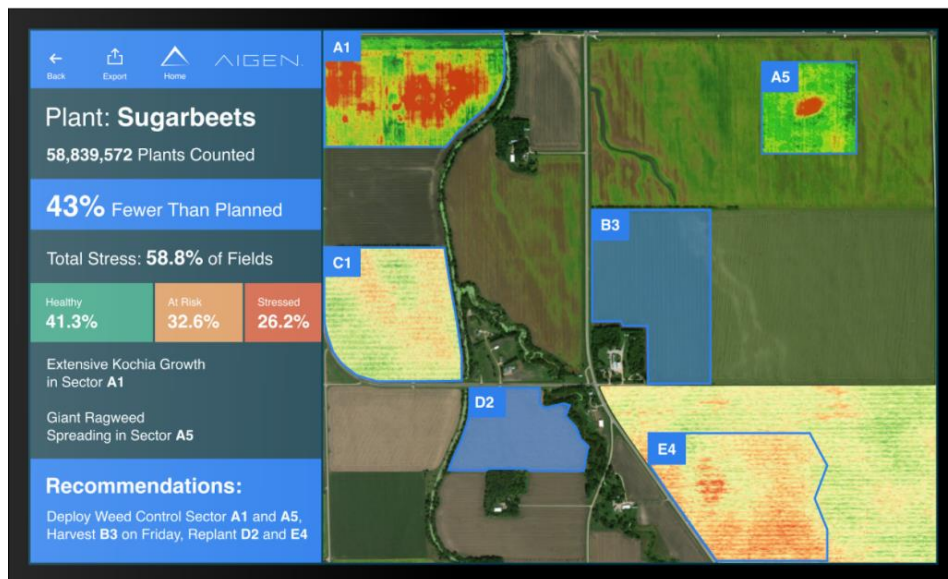 Back
Export
Home
AIGEN.
Plant: Sugarbeets
58,839,572 Plants Counted
43% Fewer Than Planned
Total Stress: 58.8% of Fields
Healthy
41.3%
At Risk
32.6%
Stressed
26.2%
Extensive Kochia Growth
in Sector A1
Giant Ragweed
Spreading in Sector A5
Recommendations:
Deploy Weed Control Sector A1 and A5,
Harvest B3 on Friday, Replant D2 and E4
A1
A5
B3
C1
D2
E4